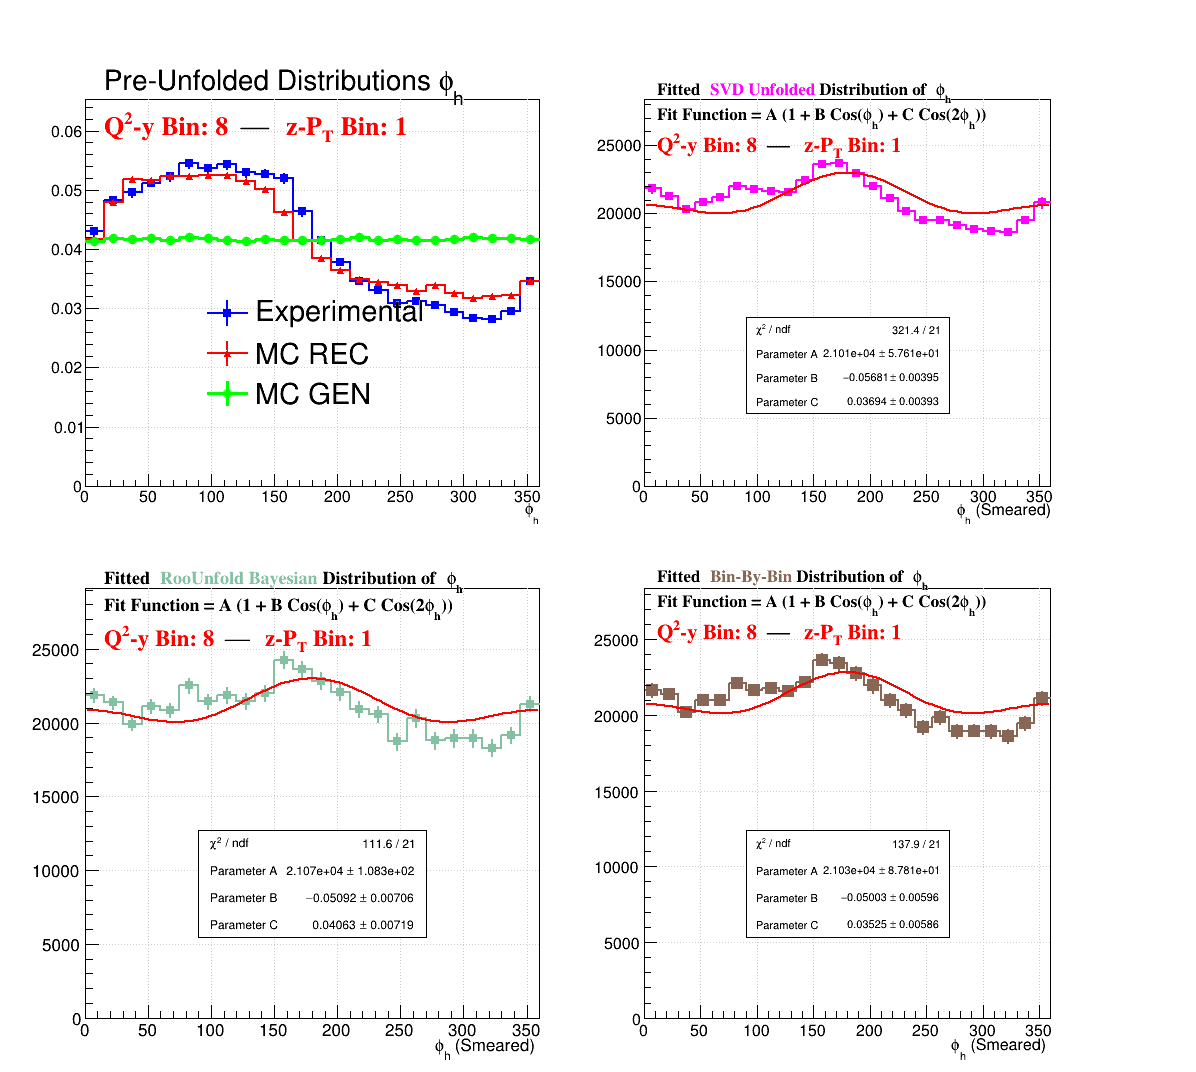 Pre-Unfolded Distributions ϕh
Q²-y Bin: 8 — z-PT Bin: 1
0.06
0.05
0.04
0.03
0.02
0.01
0
Experimental
MC REC
MC GEN
0 50 100 150 200 250 300 350
ϕh
Fitted SVD Unfolded Distribution of ϕh
Fit Function = A (1 + B Cos(ϕh) + C Cos(2ϕh))
Q²-y Bin: 8 — z-PT Bin: 1
25000
20000
15000
10000
5000
0
χ² / ndf 321.4 / 21
Parameter A 2.101e+04 ± 5.761e+01
Parameter B −0.05681 ± 0.00395
Parameter C 0.03694 ± 0.00393
0 50 100 150 200 250 300 350
ϕh (Smeared)
Fitted RooUnfold Bayesian Distribution of ϕh
Fit Function = A (1 + B Cos(ϕh) + C Cos(2ϕh))
Q²-y Bin: 8 — z-PT Bin: 1
25000
20000
15000
10000
5000
0
χ² / ndf 111.6 / 21
Parameter A 2.107e+04 ± 1.083e+02
Parameter B −0.05092 ± 0.00706
Parameter C 0.04063 ± 0.00719
0 50 100 150 200 250 300 350
ϕh (Smeared)
Fitted Bin-By-Bin Distribution of ϕh
Fit Function = A (1 + B Cos(ϕh) + C Cos(2ϕh))
Q²-y Bin: 8 — z-PT Bin: 1
25000
20000
15000
10000
5000
0
χ² / ndf 137.9 / 21
Parameter A 2.103e+04 ± 8.781e+01
Parameter B −0.05003 ± 0.00596
Parameter C 0.03525 ± 0.00586
0 50 100 150 200 250 300 350
ϕh (Smeared)